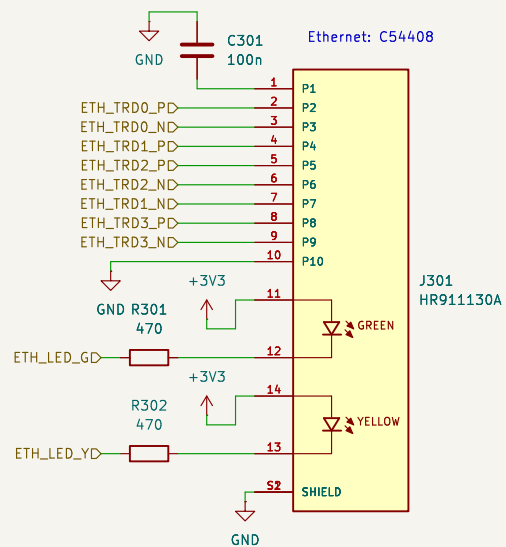 Ethernet: C54408
C301
100n
GND
1 P1
ETH_TRD0_P 2 P2
ETH_TRD0_N 3 P3
ETH_TRD1_P 4 P4
ETH_TRD2_P 5 P5
ETH_TRD2_N 6 P6
ETH_TRD1_N 7 P7
ETH_TRD3_P 8 P8
ETH_TRD3_N 9 P9
10 P10
J301
HR911130A
+3V3
11
GND
R301
470
GREEN
ETH_LED_G 12
+3V3
14
R302
470
YELLOW
ETH_LED_Y 13
SHIELD
GND